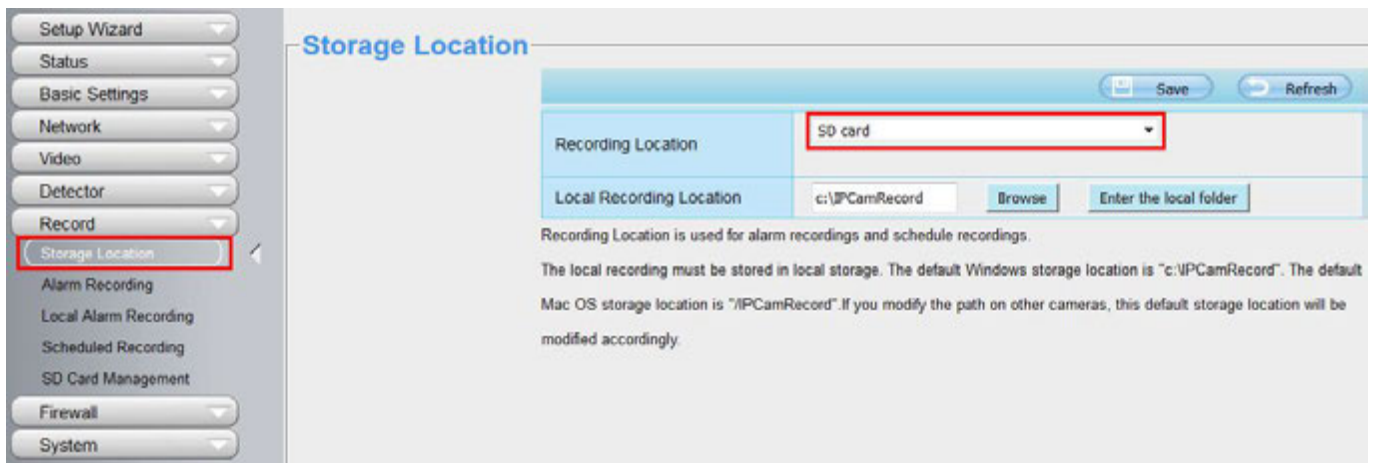 Setup Wizard
Status
Basic Settings
Network
Video
Detector
Record
Storage Location
Alarm Recording
Local Alarm Recording
Scheduled Recording
SD Card Management
Firewall
System
Storage Location
Save Refresh
Recording Location SD card
Local Recording Location c:\IPCamRecord Browse Enter the local folder
Recording Location is used for alarm recordings and schedule recordings.
The local recording must be stored in local storage. The default Windows storage location is "c:\IPCamRecord". The default
Mac OS storage location is "/IPCamRecord".If you modify the path on other cameras, this default storage location will be
modified accordingly.